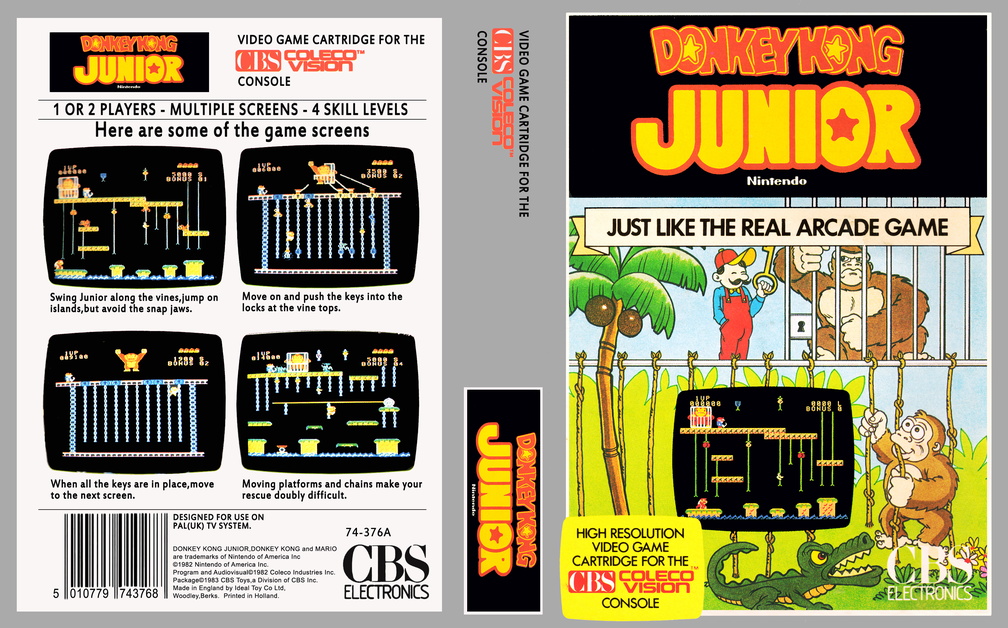 DONKEY KONG
JUNIOR
Nintendo
VIDEO GAME CARTRIDGE FOR THE
CBS COLECO VISION™
CONSOLE
1 OR 2 PLAYERS - MULTIPLE SCREENS - 4 SKILL LEVELS
Here are some of the game screens
Swing Junior along the vines,jump on
islands,but avoid the snap jaws.
Move on and push the keys into the
locks at the vine tops.
When all the keys are in place,move
to the next screen.
Moving platforms and chains make your
rescue doubly difficult.
DESIGNED FOR USE ON
PAL(UK) TV SYSTEM.
74-376A
DONKEY KONG JUNIOR,DONKEY KONG and MARIO
are trademarks of Nintendo of America Inc
©1982 Nintendo of America Inc.
Program and Audiovisual©1982 Coleco Industries Inc.
Package©1983 CBS Toys,a Division of CBS Inc.
Made in England by Ideal Toy Co Ltd,
Woodley,Berks. Printed in Holland.
5 010779 743768
CBS
ELECTRONICS
VIDEO GAME CARTRIDGE FOR THE
CBS COLECO VISION™
CONSOLE
DONKEY KONG
JUNIOR
Nintendo
DONKEY KONG
JUNIOR
Nintendo
JUST LIKE THE REAL ARCADE GAME
HIGH RESOLUTION
VIDEO GAME
CARTRIDGE FOR THE
CBS COLECO VISION™
CONSOLE
CBS
ELECTRONICS